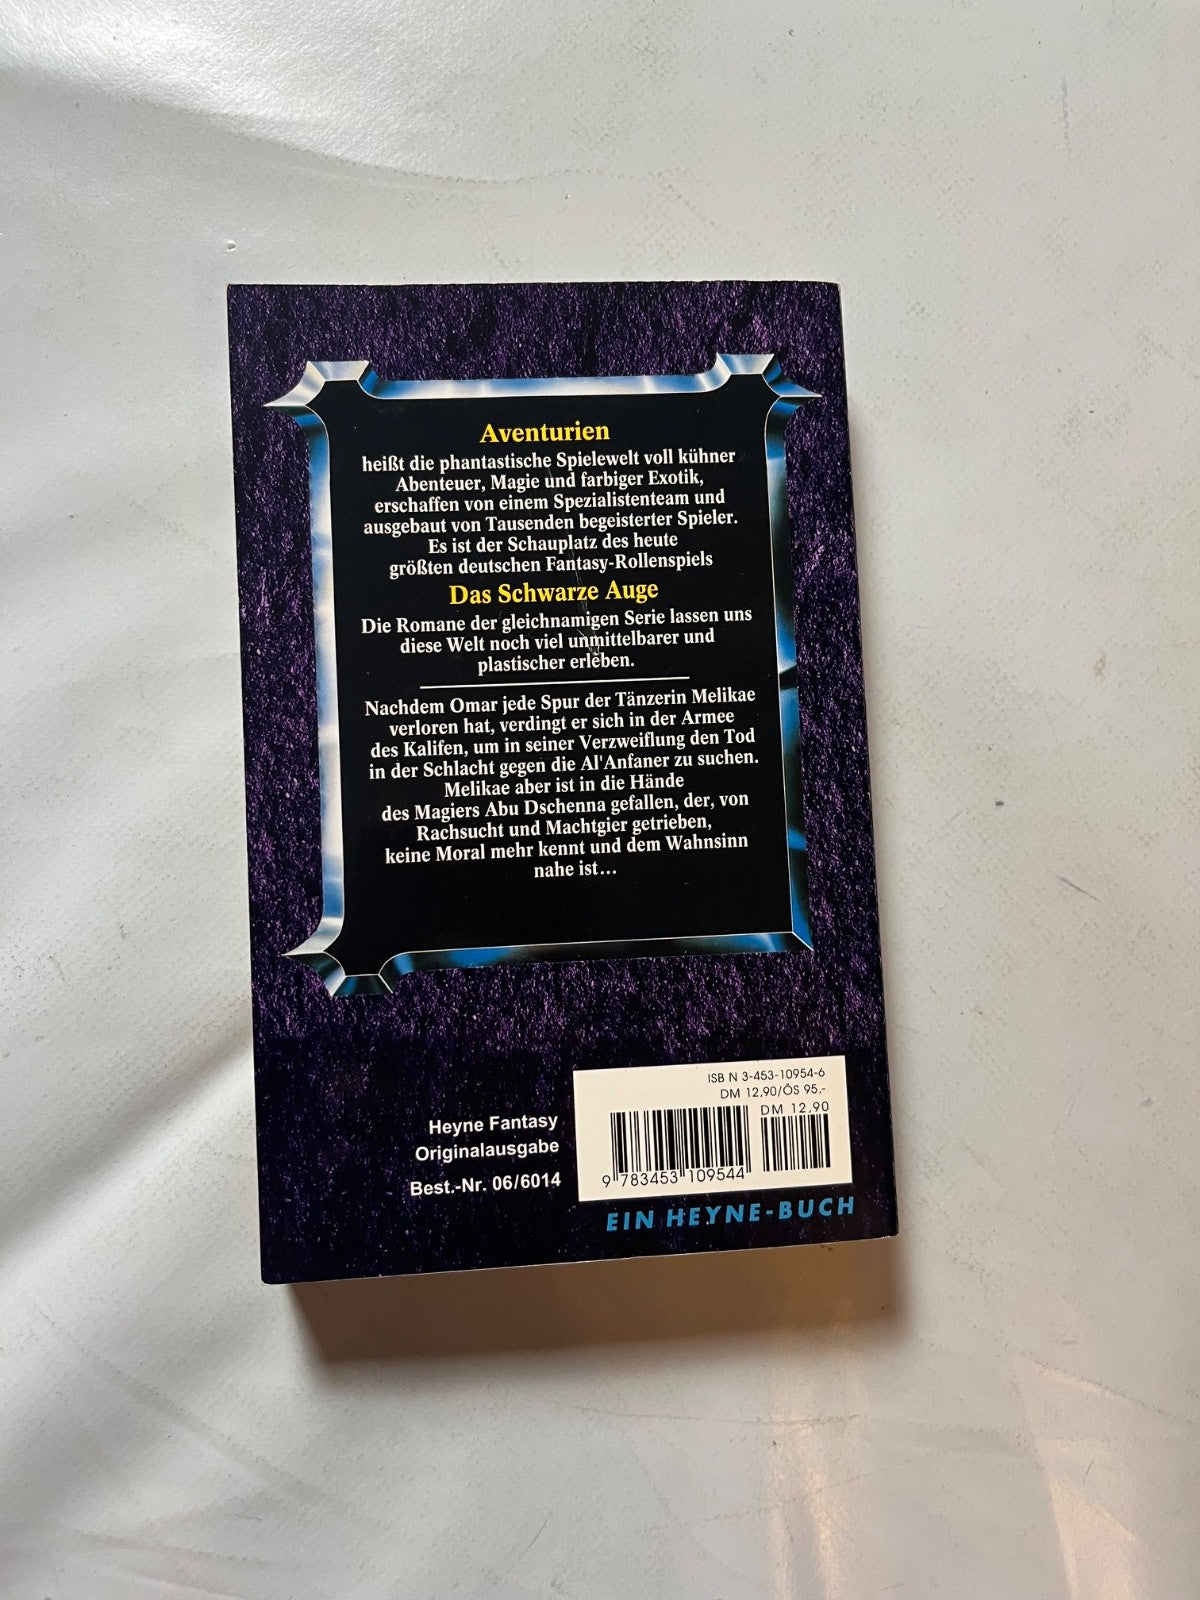 Aventurien
heißt die phantastische Spielewelt voll kühner
Abenteuer, Magie und farbiger Exotik,
erschaffen von einem Spezialistenteam und
ausgebaut von Tausenden begeisterter Spieler.
Es ist der Schauplatz des heute
größten deutschen Fantasy-Rollenspiels
Das Schwarze Auge
Die Romane der gleichnamigen Serie lassen uns
diese Welt noch viel unmittelbarer und
plastischer erleben.
Nachdem Omar jede Spur der Tänzerin Melikae
verloren hat, verdingt er sich in der Armee
des Kalifen, um in seiner Verzweiflung den Tod
in der Schlacht gegen die Al'Anfaner zu suchen.
Melikae aber ist in die Hände
des Magiers Abu Dschenna gefallen, der, von
Rachsucht und Machtgier getrieben,
keine Moral mehr kennt und dem Wahnsinn
nahe ist...
ISBN 3-453-10954-6
DM 12,90/ÖS 95,-
DM 12,90
9 783453 109544
Heyne Fantasy
Originalausgabe
Best.-Nr. 06/6014
EIN HEYNE-BUCH